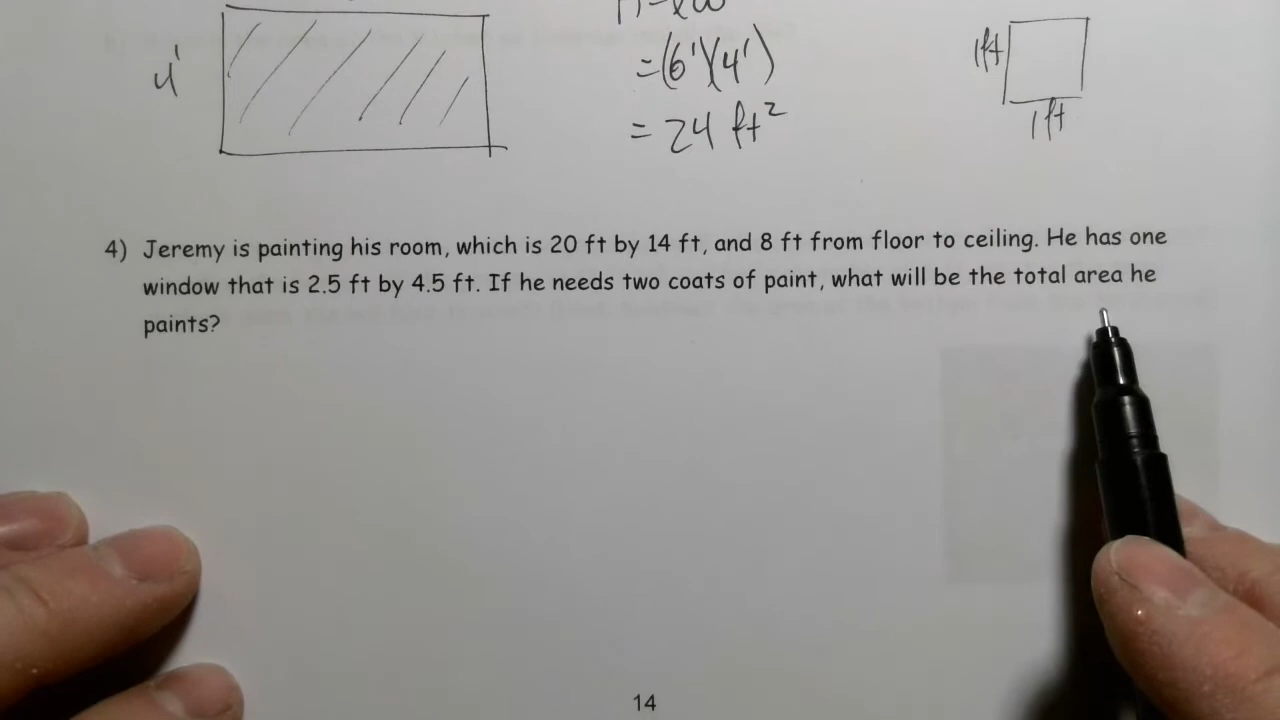 = (6')(4')
4'
1ft
= 24 ft²
1ft
4) Jeremy is painting his room, which is 20 ft by 14 ft, and 8 ft from floor to ceiling. He has one
window that is 2.5 ft by 4.5 ft. If he needs two coats of paint, what will be the total area he
paints?
14